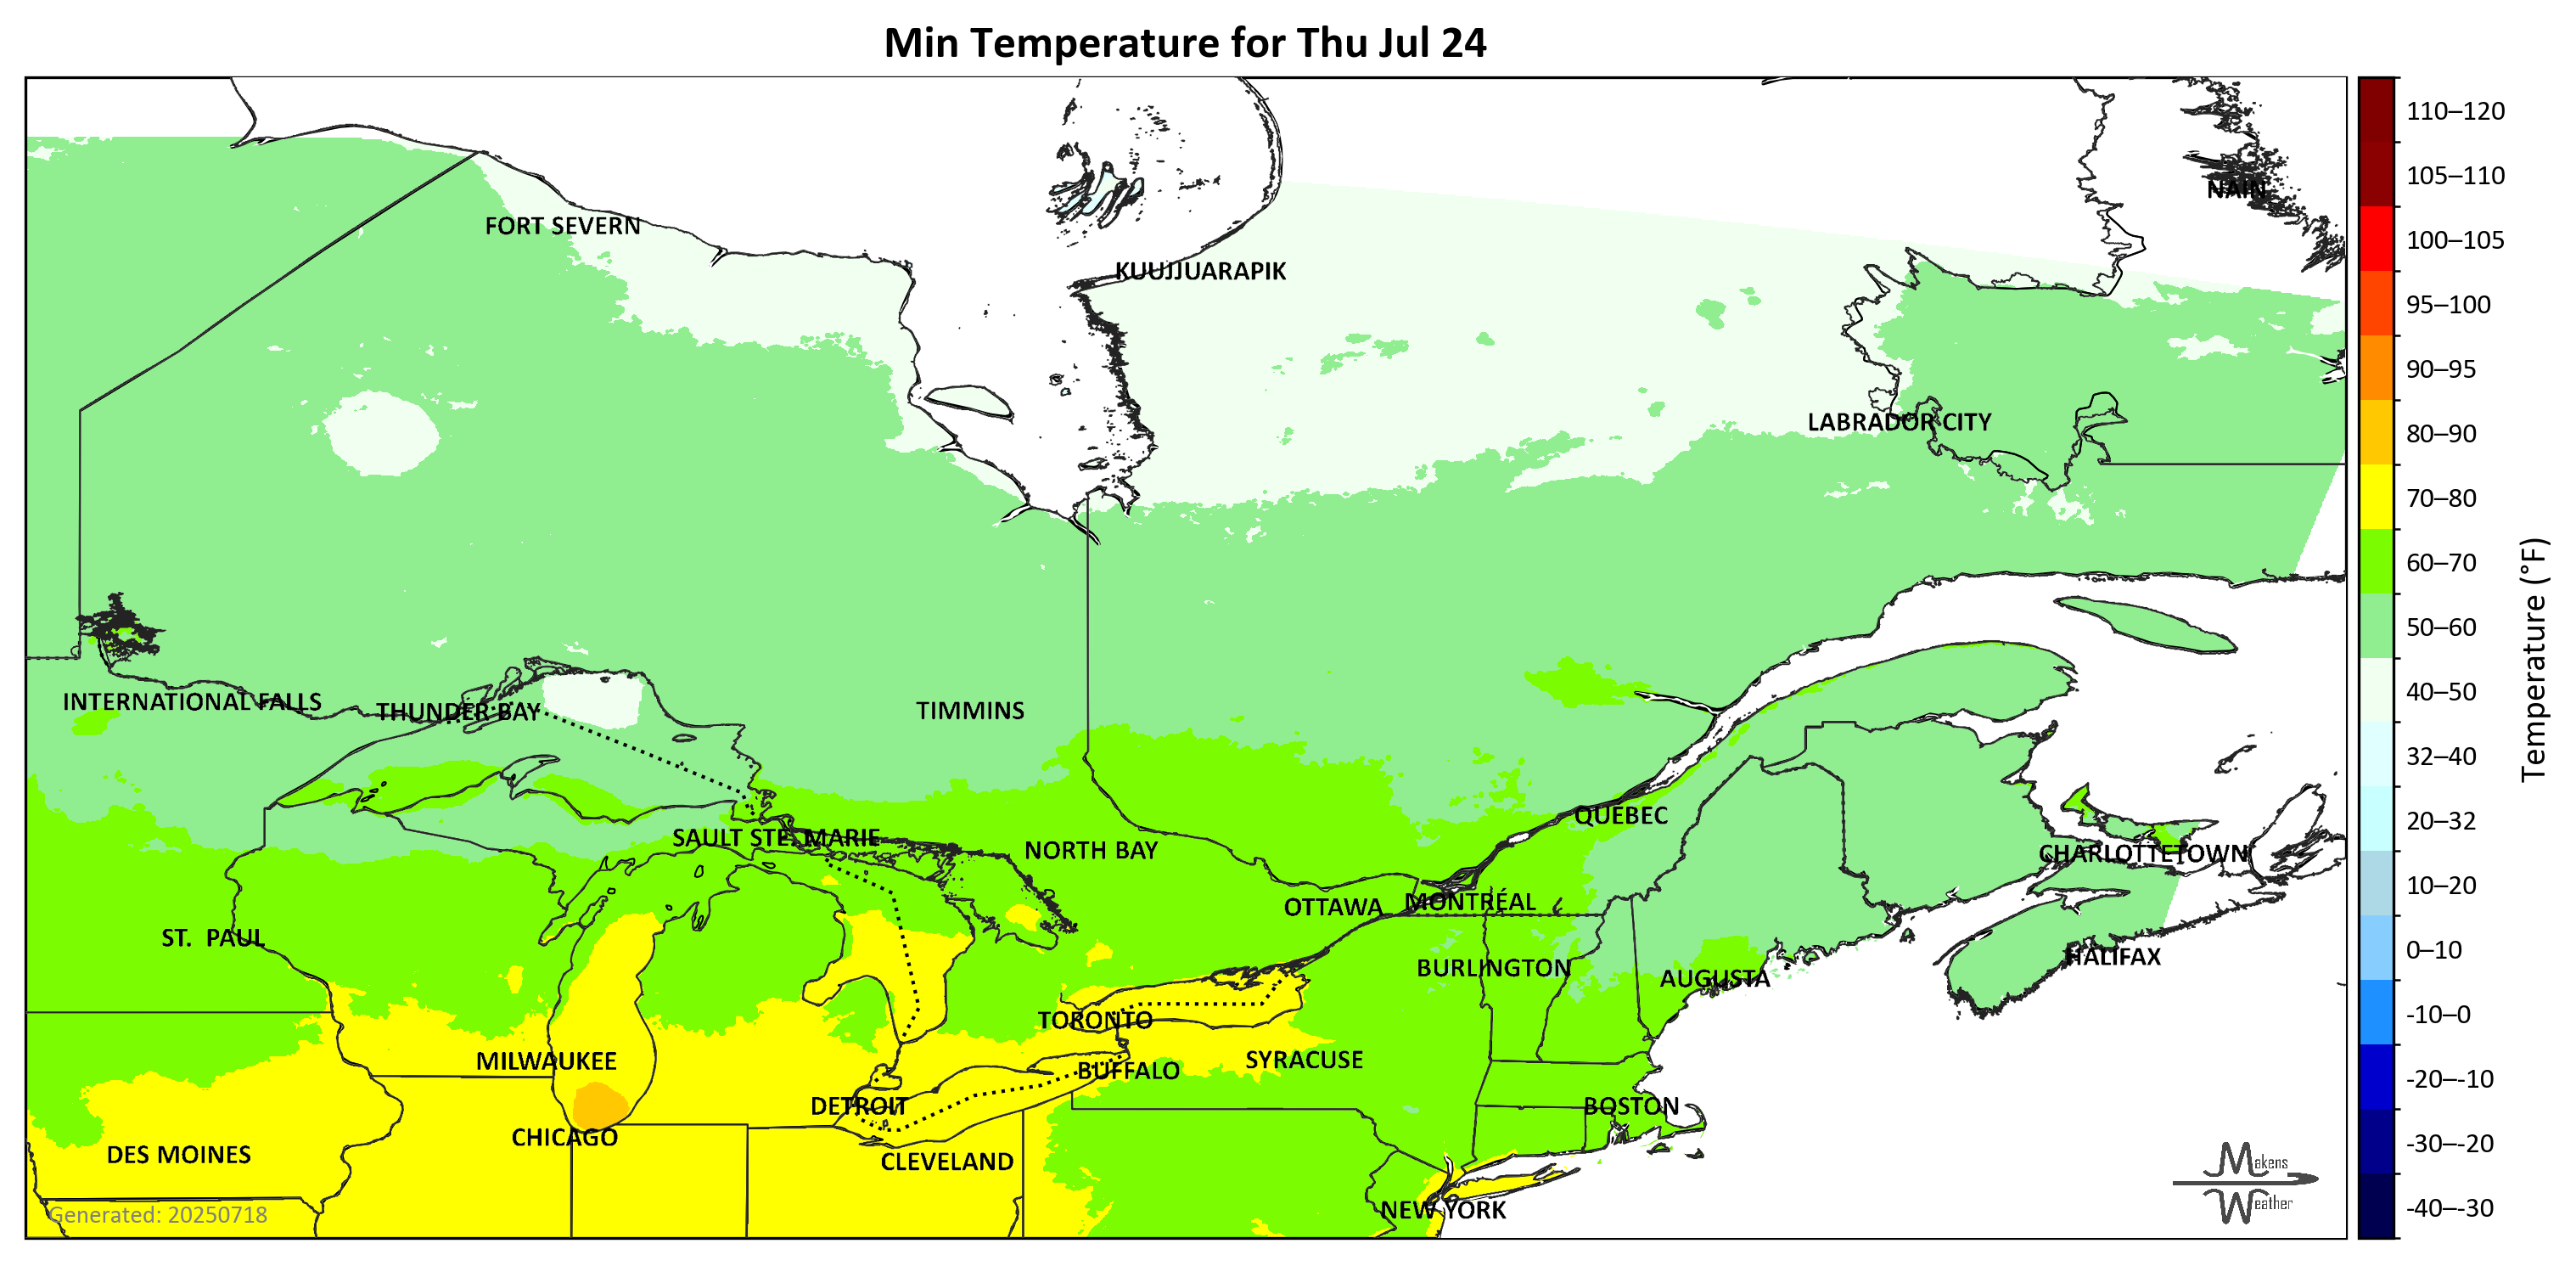 Min Temperature for Thu Jul 24
NAIN
FORT SEVERN
KUUJJUARAPIK
LABRADOR CITY
INTERNATIONAL FALLS
THUNDER BAY
TIMMINS
QUEBEC
SAULT STE. MARIE
NORTH BAY
CHARLOTTETOWN
OTTAWA
MONTRÉAL
ST.  PAUL
HALIFAX
BURLINGTON
AUGUSTA
TORONTO
MILWAUKEE
SYRACUSE
BUFFALO
DETROIT
BOSTON
CHICAGO
DES MOINES
CLEVELAND
NEW YORK
Generated: 20250718
Makens
Weather
110–120
105–110
100–105
95–100
90–95
80–90
70–80
60–70
50–60
40–50
32–40
20–32
10–20
0–10
-10–0
-20–-10
-30–-20
-40–-30
Temperature (°F)